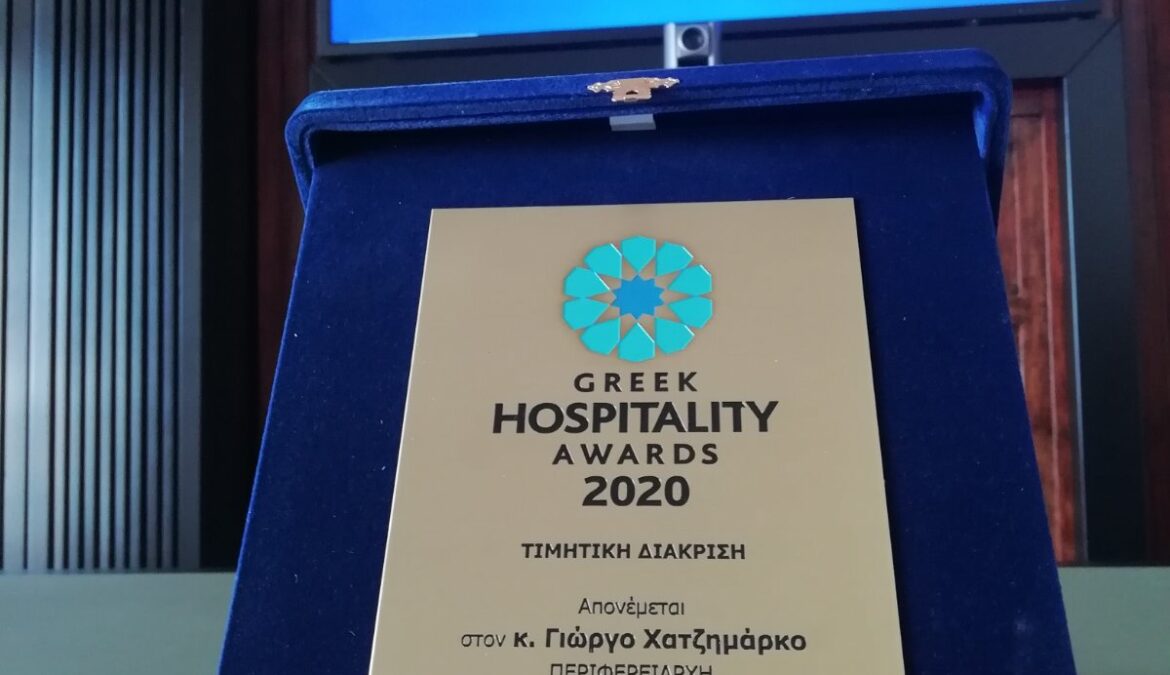 GREEK
HOSPITALITY
AWARDS
2020
ΤΙΜΗΤΙΚΗ ΔΙΑΚΡΙΣΗ
Απονέμεται
στον κ. Γιώργο Χατζημάρκο
ΠΕΡΙΦΕΡΕΙΑΡΧΗ